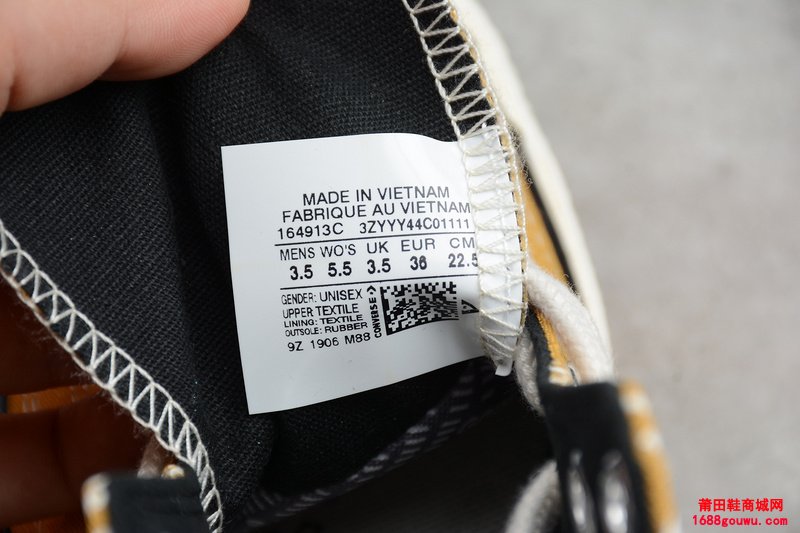 MADE IN VIETNAM
FABRIQUE AU VIETNAM
164913C 3ZYYY44C01111
MENS WO'S UK EUR CM
3.5 5.5 3.5 36 22.5
GENDER: UNISEX
UPPER TEXTILE
LINING: TEXTILE
OUTSOLE: RUBBER
9Z 1906 M88
CONVERSE
莆田鞋商城网
1688gouwu.com